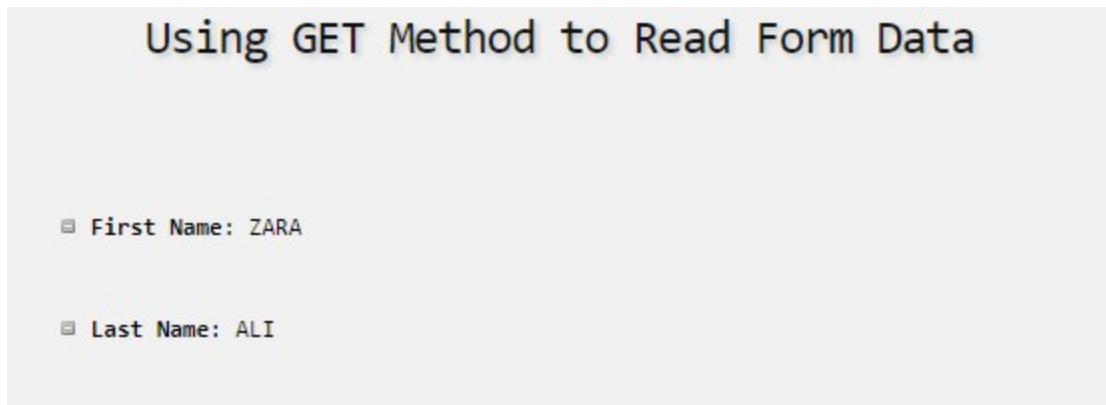 Using GET Method to Read Form Data
First Name: ZARA
Last Name: ALI